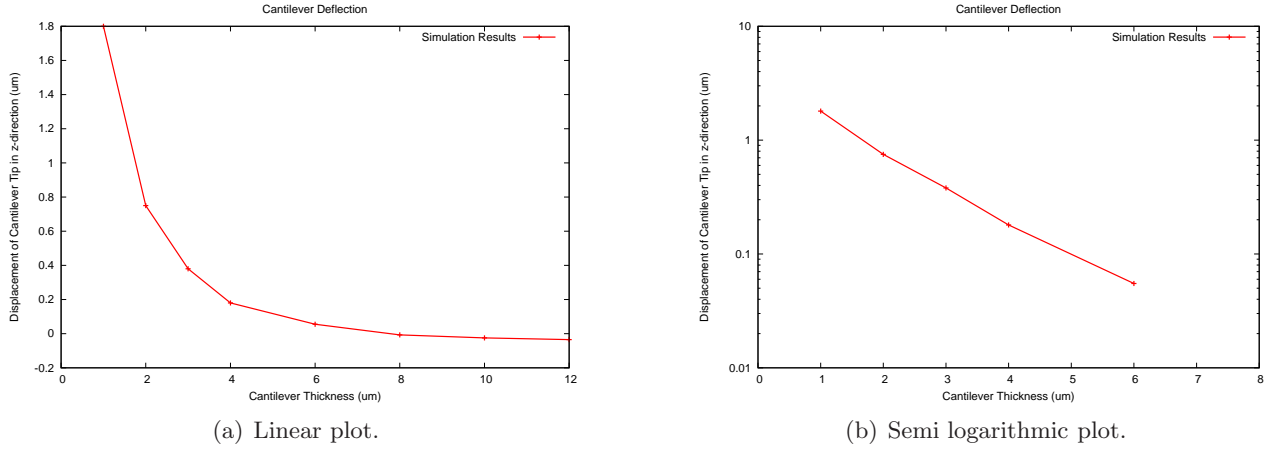 Cantilever Deflection
Simulation Results
Displacement of Cantilever Tip in z-direction (um)
1.8
1.6
1.4
1.2
1
0.8
0.6
0.4
0.2
0
-0.2
0 2 4 6 8 10 12
Cantilever Thickness (um)
(a) Linear plot.
Cantilever Deflection
Simulation Results
Displacement of Cantilever Tip in z-direction (um)
10
1
0.1
0.01
0 1 2 3 4 5 6 7 8
Cantilever Thickness (um)
(b) Semi logarithmic plot.